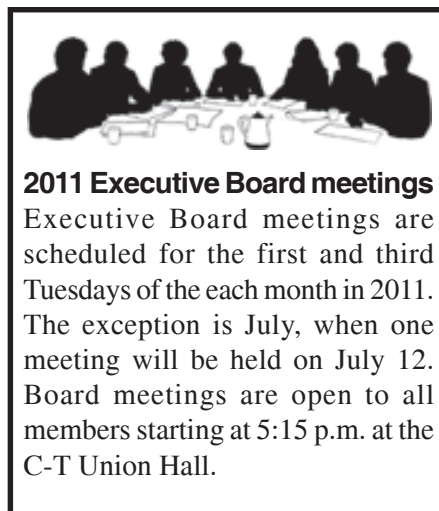 2011 Executive Board meetings
Executive Board meetings are
scheduled for the first and third
Tuesdays of the each month in 2011.
The exception is July, when one
meeting will be held on July 12.
Board meetings are open to all
members starting at 5:15 p.m. at the
C-T Union Hall.